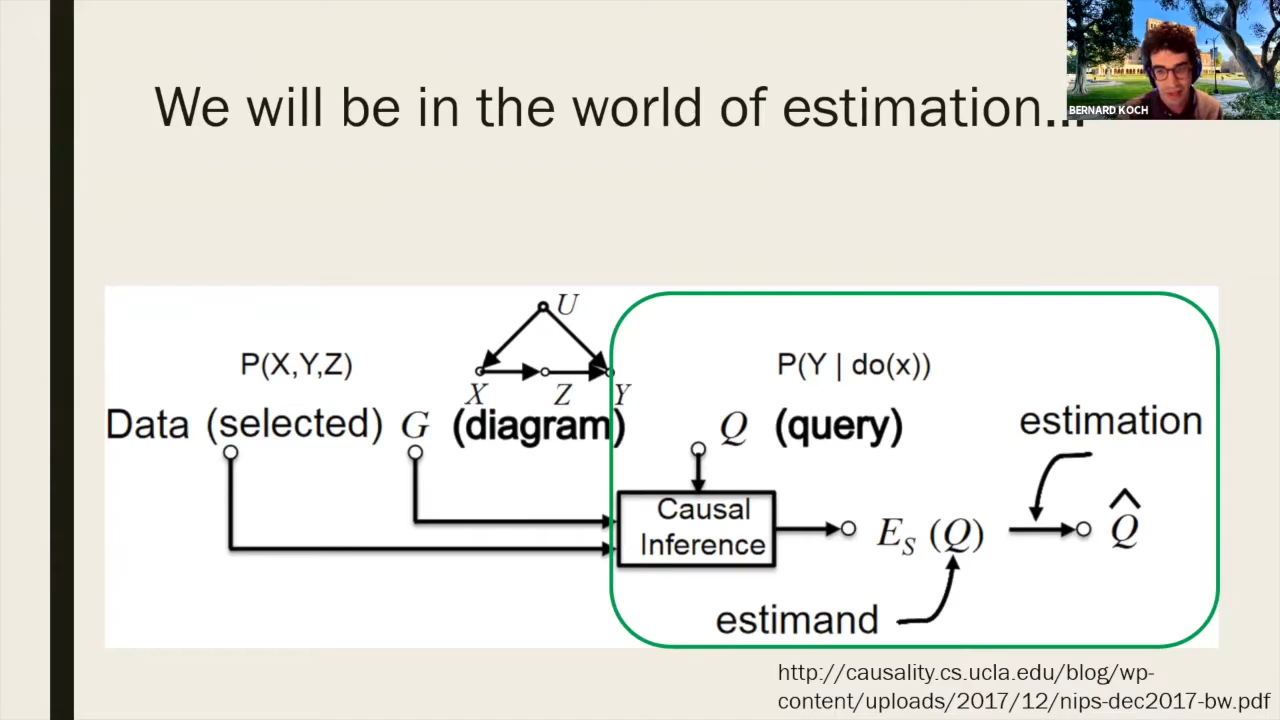 We will be in the world of estimation...
BERNARD KOCH
U
P(X,Y,Z)
P(Y | do(x))
X Z Y
Data (selected) G (diagram) Q (query)
estimation
Causal
Inference
E_S (Q)
Q̂
estimand
http://causality.cs.ucla.edu/blog/wp-
content/uploads/2017/12/nips-dec2017-bw.pdf